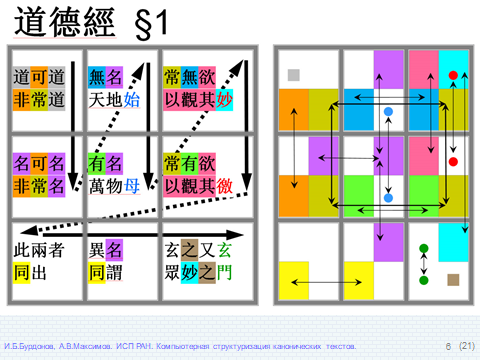 道德經 §1
道可道
非常道
無名
天地始
常無欲
以觀其妙
名可名
非常名
有名
萬物母
常有欲
以觀其徼
此兩者
同出
異名
同謂
玄之又玄
眾妙之門
И.Б.Бурдонов, А.В.Максимов. ИСП РАН. Компьютерная структуризация канонических текстов.
6 (21)